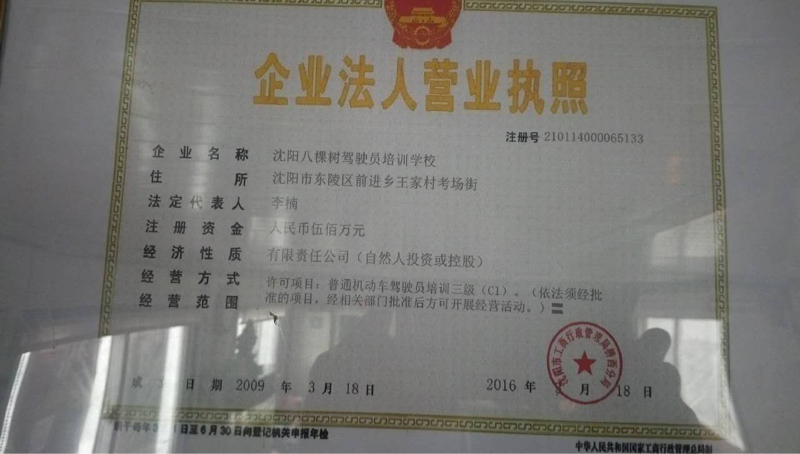 企业法人营业执照
注册号 210114000065133
企业名称 沈阳八棵树驾驶员培训学校
住所 沈阳市东陵区前进乡王家村考场街
法定代表人 李楠
注册资金 人民币伍佰万元
经济性质 有限责任公司（自然人投资或控股）
经营方式 许可项目：普通机动车驾驶员培训三级（C1）。（依法须经批
经营范围 准的项目，经相关部门批准后方可开展经营活动。）
沈阳市工商行政管理局 分局
成 日期 2009 年 3 月 18 日 2016 年 月 18 日
年 1日至6月30日向登记机关申报年检
中华人民共和国国家工商行政管理总局制